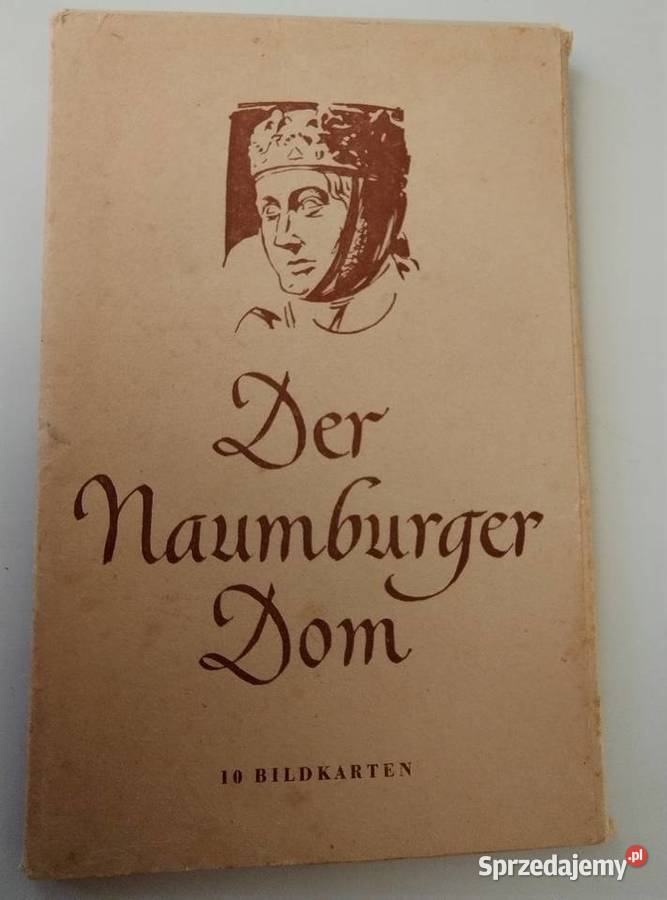 Der
Naumburger
Dom
10 BILDKARTEN
Sprzedajemy.pl